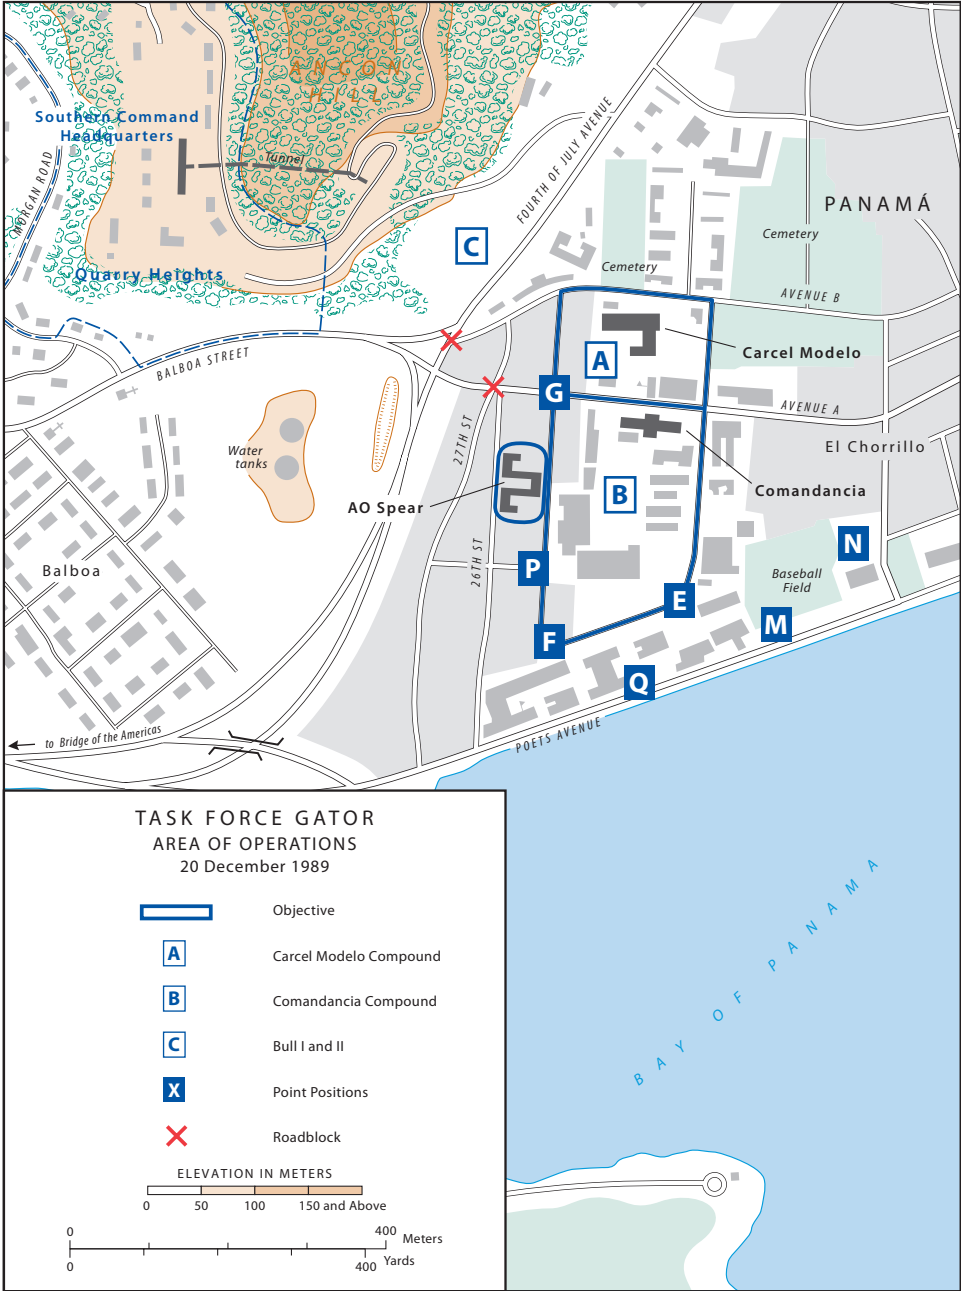 ANCON
HILL
Southern Command
Headquarters
Tunnel
MORGAN ROAD
FOURTH OF JULY AVENUE
PANAMÁ
C
Cemetery
Cemetery
Quarry Heights
AVENUE B
BALBOA STREET
A
Carcel Modelo
G
AVENUE A
27TH ST
Water
tanks
El Chorrillo
AO Spear
B
Comandancia
26TH ST
N
Balboa
P
Baseball
Field
E
M
F
Q
to Bridge of the Americas
POETS AVENUE
BAY OF PANAMA
TASK FORCE GATOR
AREA OF OPERATIONS
20 December 1989
Objective
A Carcel Modelo Compound
B Comandancia Compound
C Bull I and II
X Point Positions
Roadblock
ELEVATION IN METERS
0 50 100 150 and Above
0 400 Meters
0 400 Yards